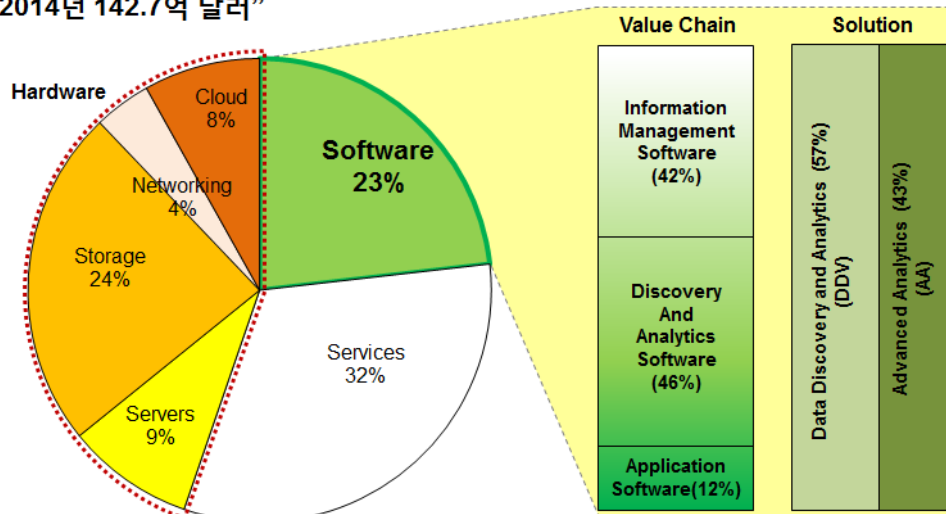 2014년 142.7억 달러”
Hardware
Cloud
8%
Software
23%
Networking
4%
Storage
24%
Services
32%
Servers
9%
Value Chain
Information
Management
Software
(42%)
Discovery
And
Analytics
Software
(46%)
Application
Software(12%)
Solution
Data Discovery and Analytics (57%)
(DDV)
Advanced Analytics (43%)
(AA)